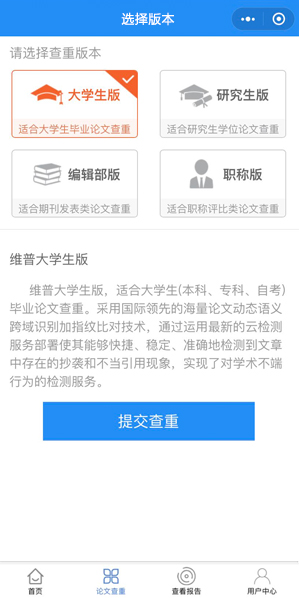 选择版本
请选择查重版本
大学生版
适合大学生毕业论文查重
研究生版
适合研究生学位论文查重
编辑部版
适合期刊发表类论文查重
职称版
适合职称评比类论文查重
维普大学生版
维普大学生版，适合大学生(本科、专科、自考)
毕业论文查重。采用国际领先的海量论文动态语义
跨域识别加指纹比对技术，通过运用最新的云检测
服务部署使其能够快捷、稳定、准确地检测到文章
中存在的抄袭和不当引用现象，实现了对学术不端
行为的检测服务。
提交查重
首页
论文查重
查看报告
用户中心